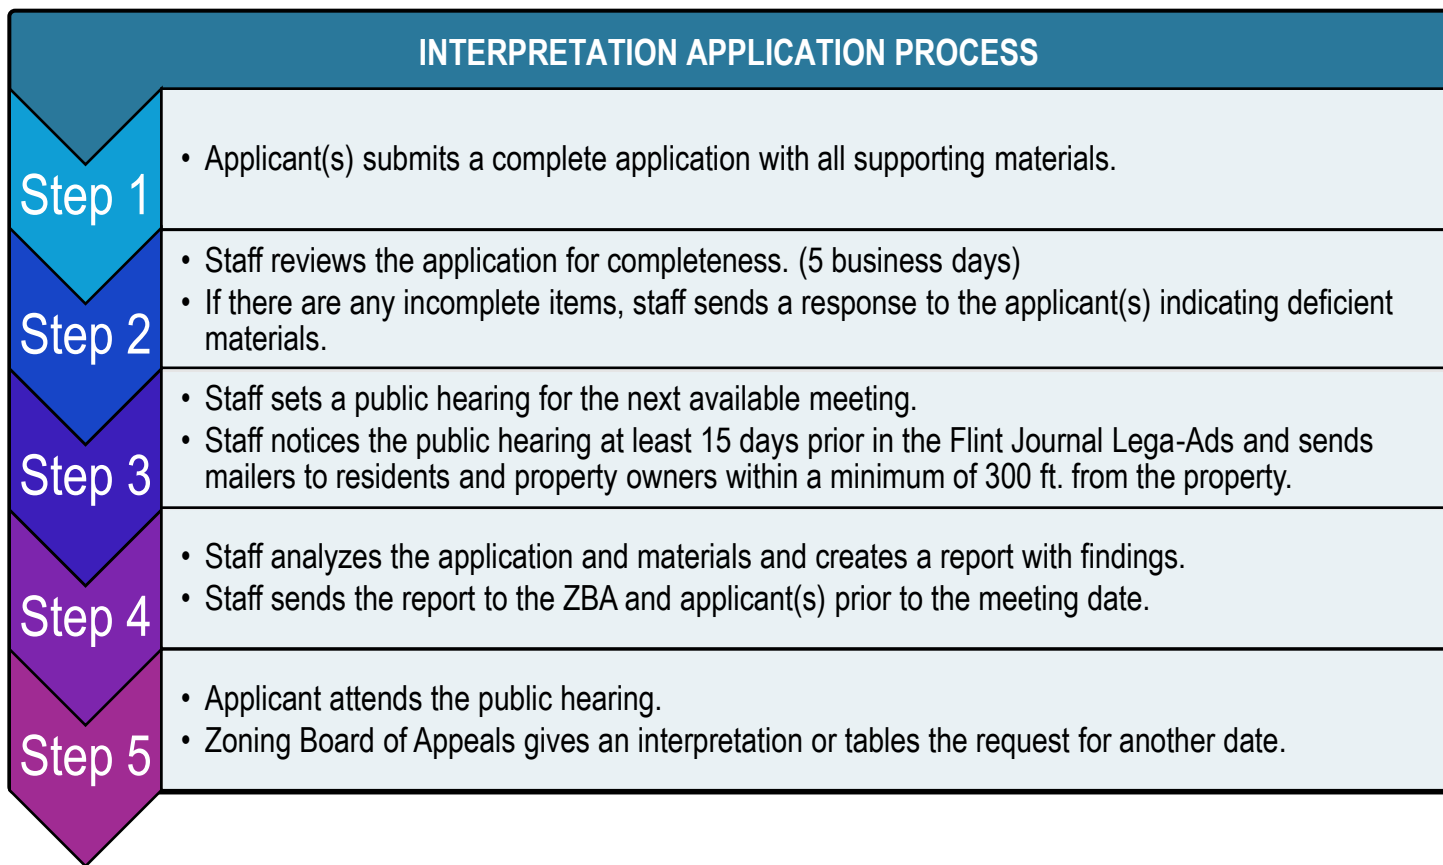 INTERPRETATION APPLICATION PROCESS
Step 1
• Applicant(s) submits a complete application with all supporting materials.
Step 2
• Staff reviews the application for completeness. (5 business days)
• If there are any incomplete items, staff sends a response to the applicant(s) indicating deficient
materials.
Step 3
• Staff sets a public hearing for the next available meeting.
• Staff notices the public hearing at least 15 days prior in the Flint Journal Lega-Ads and sends
mailers to residents and property owners within a minimum of 300 ft. from the property.
Step 4
• Staff analyzes the application and materials and creates a report with findings.
• Staff sends the report to the ZBA and applicant(s) prior to the meeting date.
Step 5
• Applicant attends the public hearing.
• Zoning Board of Appeals gives an interpretation or tables the request for another date.